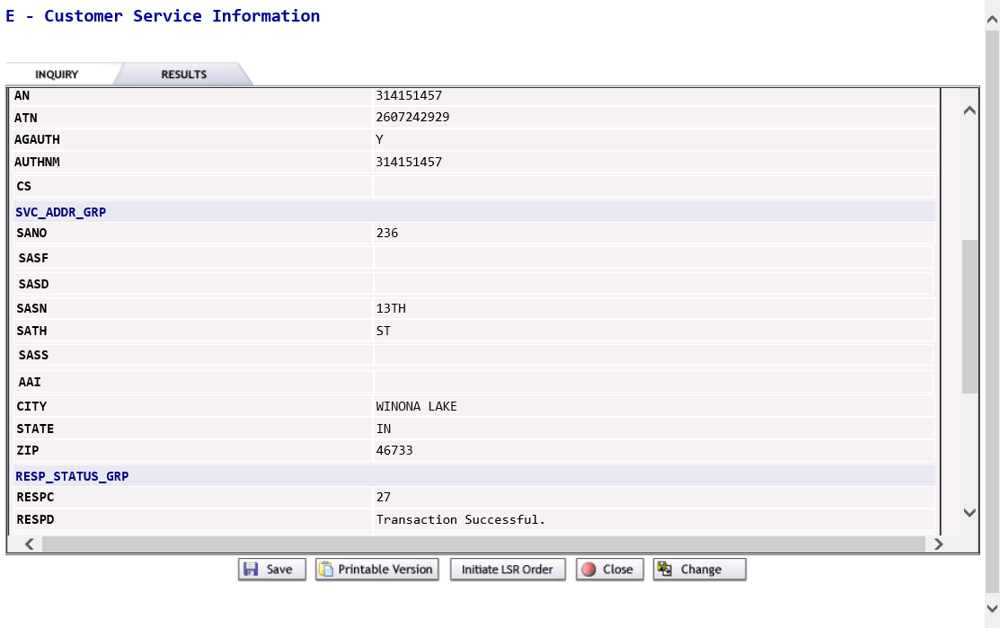 E - Customer Service Information
INQUIRY RESULTS
AN 314151457
ATN 2607242929
AGAUTH Y
AUTHNM 314151457
CS
SVC_ADDR_GRP
SANO 236
SASF
SASD
SASN 13TH
SATH ST
SASS
AAI
CITY WINONA LAKE
STATE IN
ZIP 46733
RESP_STATUS_GRP
RESPC 27
RESPD Transaction Successful.
Save Printable Version Initiate LSR Order Close Change